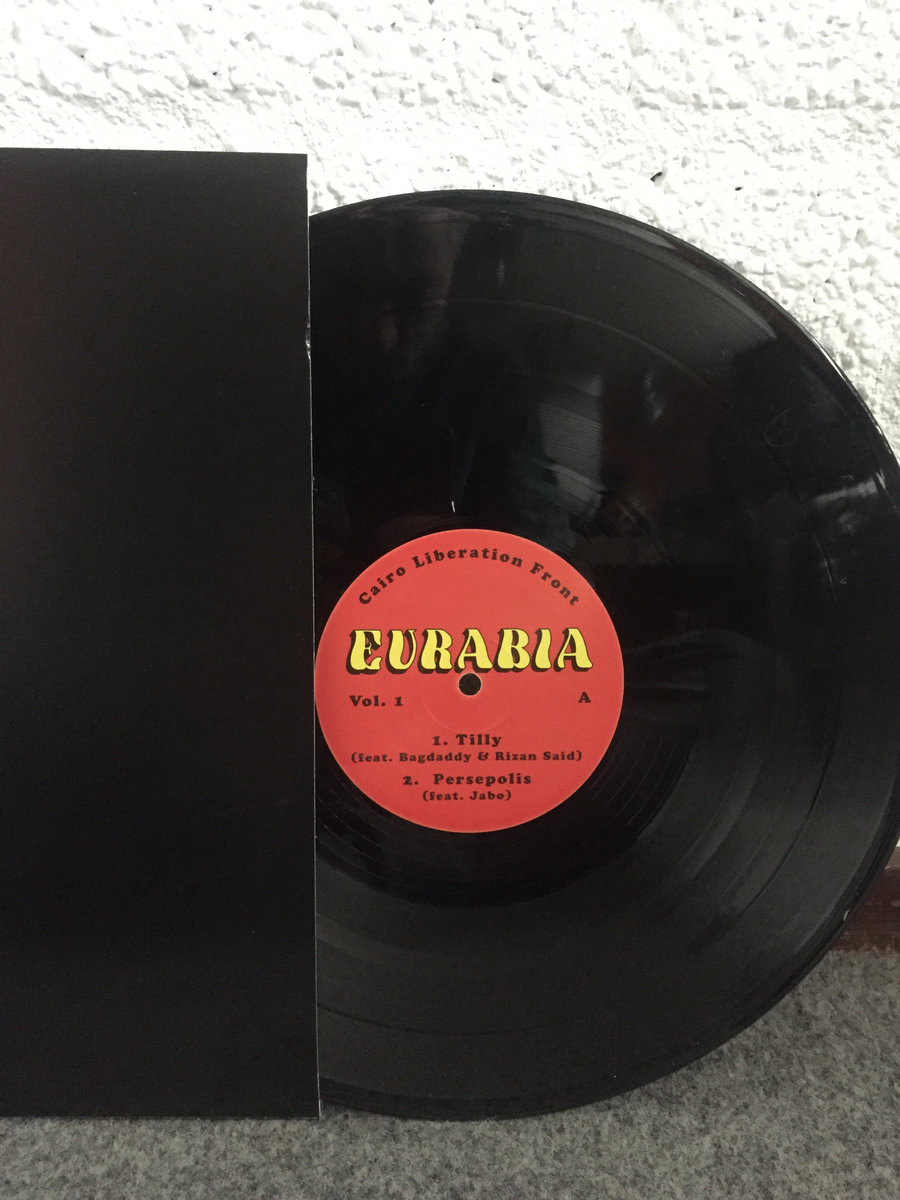 Cairo Liberation Front
EURABIA
Vol. 1 A
1. Tilly
(feat. Bagdaddy & Rizan Said)
2. Persepolis
(feat. Jabo)